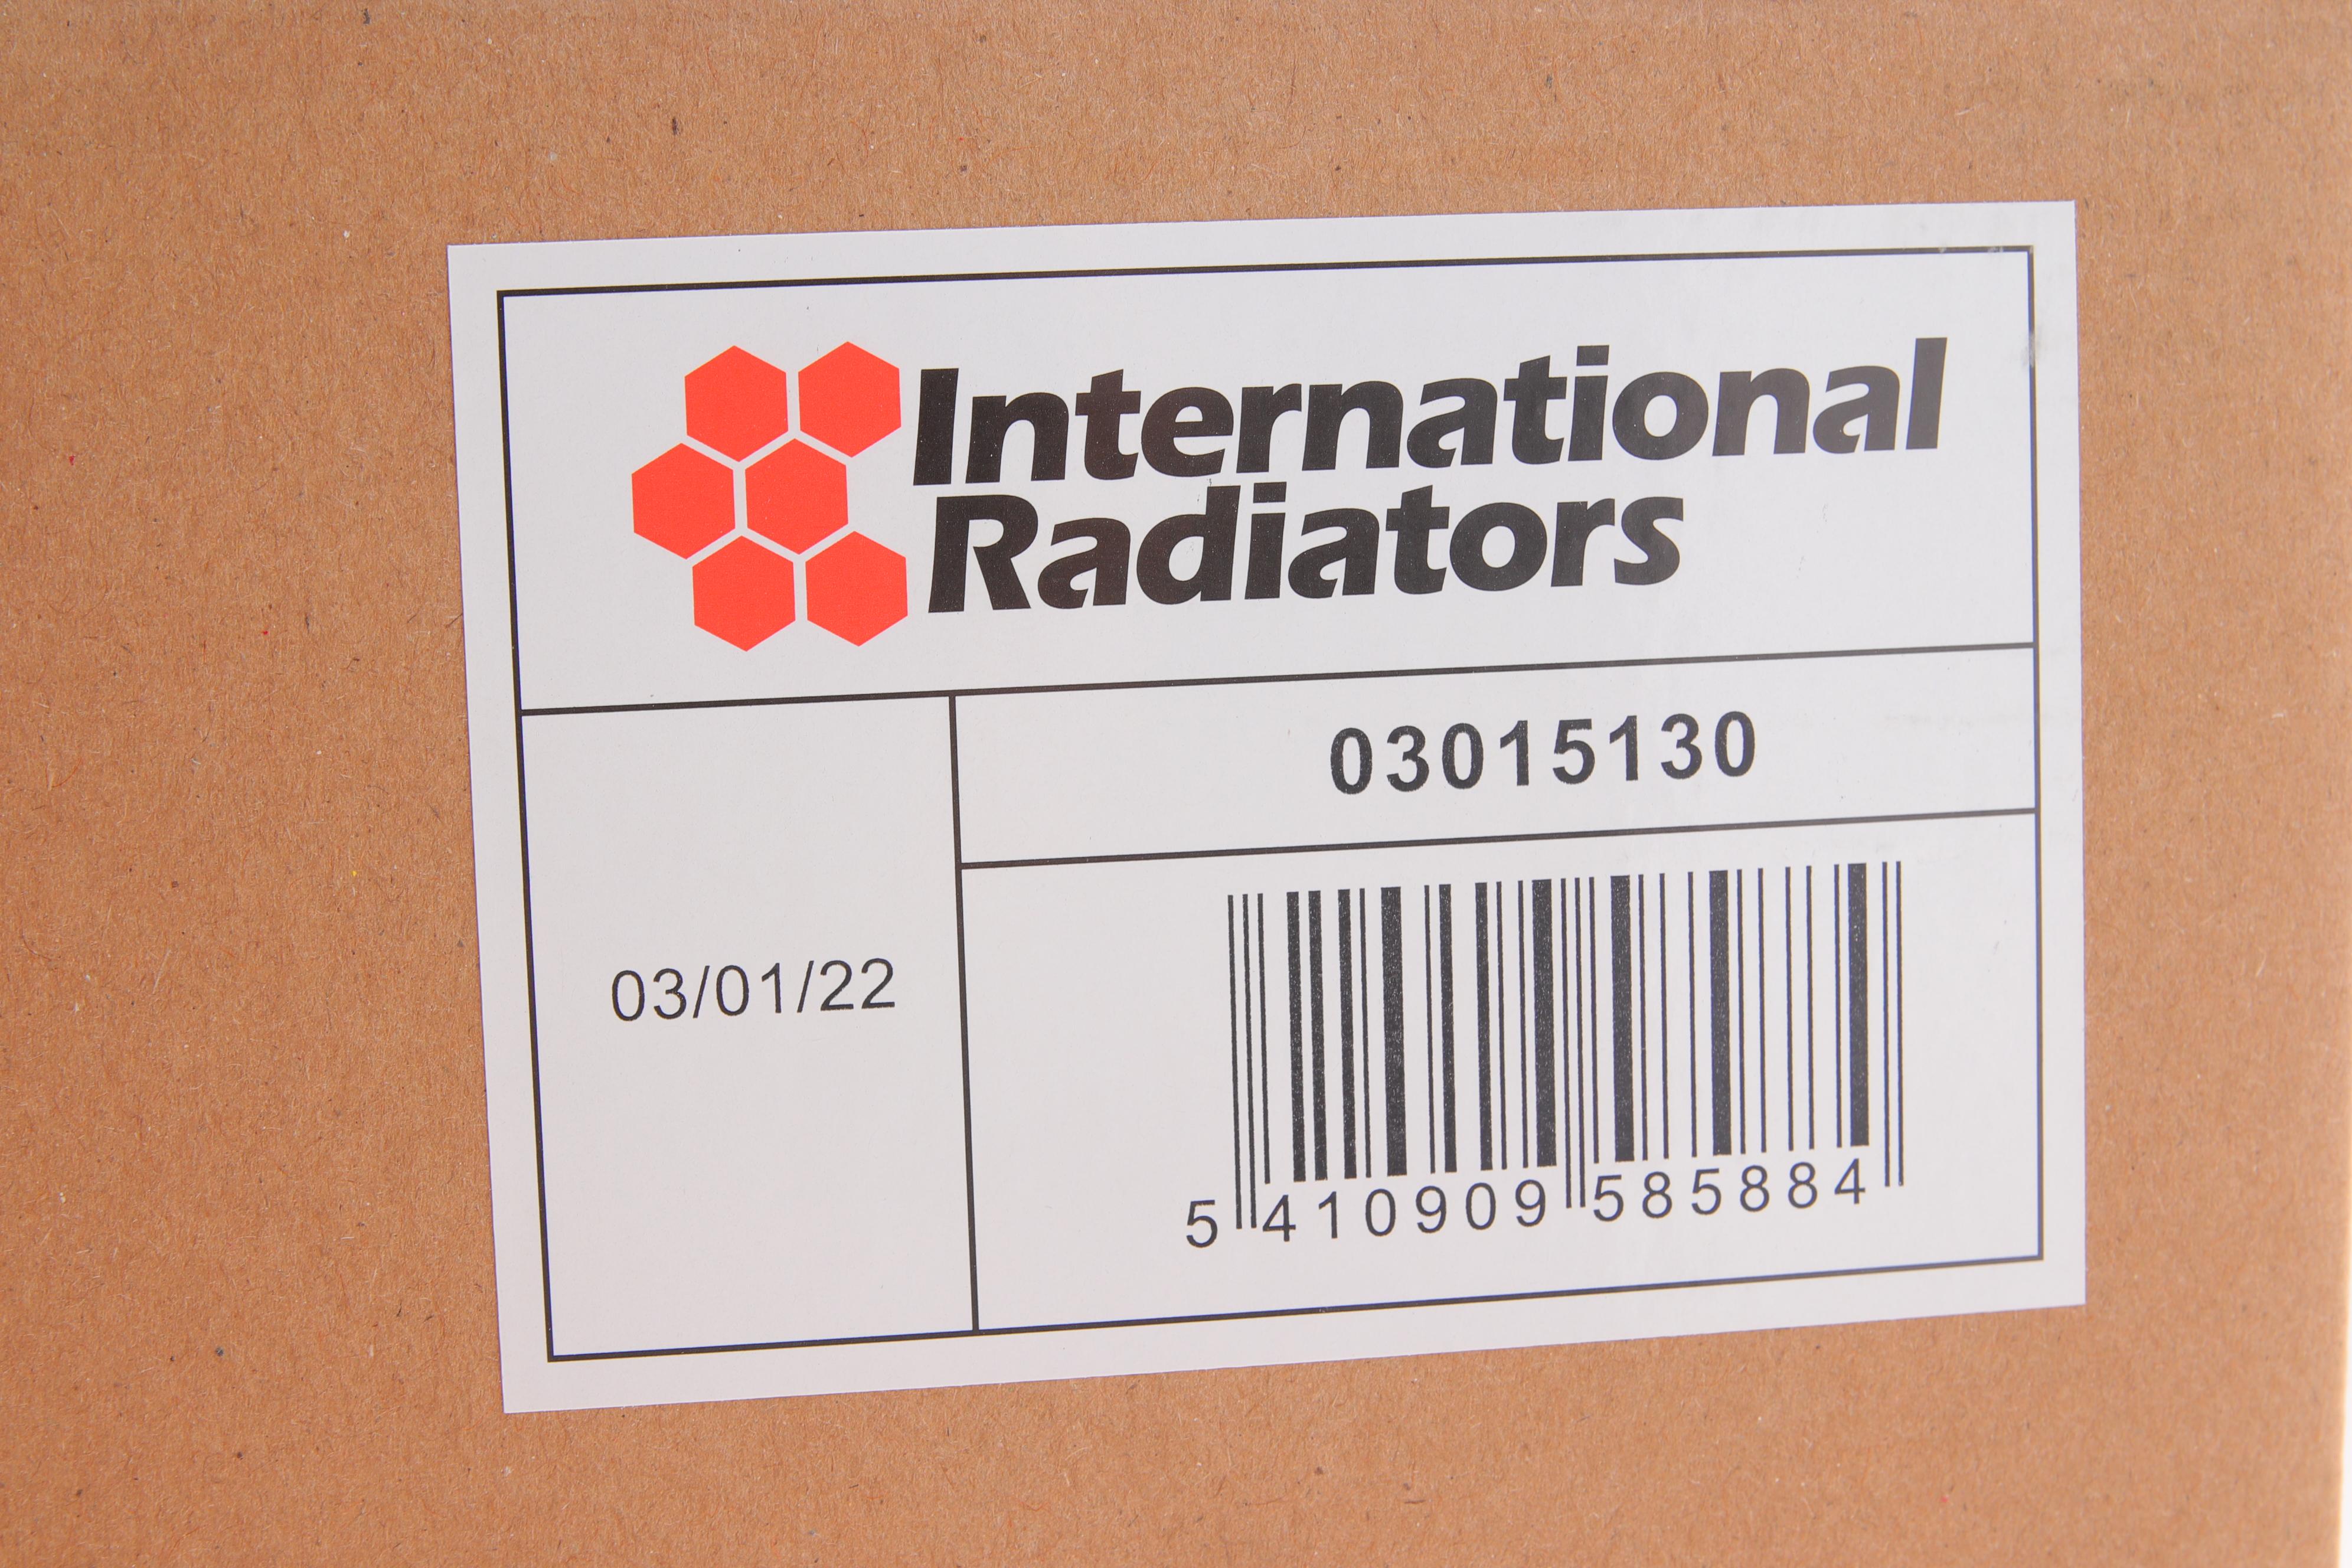 International
Radiators
03015130
03/01/22
5 410909 585884